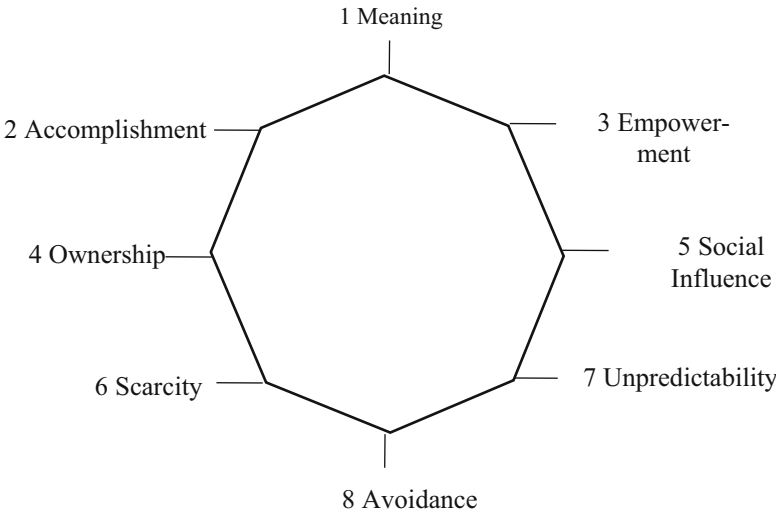 1 Meaning
2 Accomplishment
3 Empower-
ment
4 Ownership
5 Social
Influence
6 Scarcity
7 Unpredictability
8 Avoidance